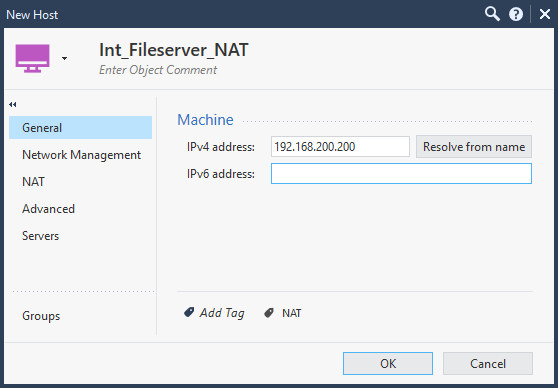 New Host
Int_Fileserver_NAT
Enter Object Comment
General
Network Management
NAT
Advanced
Servers
Groups
Machine
IPv4 address: 192.168.200.200 Resolve from name
IPv6 address:
Add Tag NAT
OK Cancel